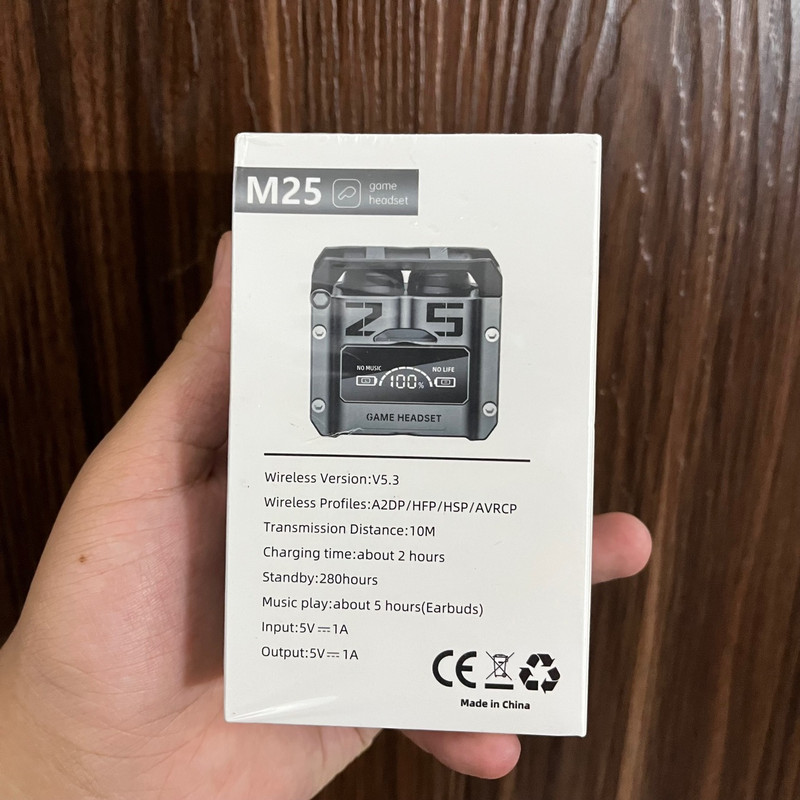 M25 game
headset
25
NO MUSIC NO LIFE
100%
GAME HEADSET
Wireless Version:V5.3
Wireless Profiles:A2DP/HFP/HSP/AVRCP
Transmission Distance:10M
Charging time:about 2 hours
Standby:280hours
Music play:about 5 hours(Earbuds)
Input:5V⎓1A
Output:5V⎓1A
CE
Made in China